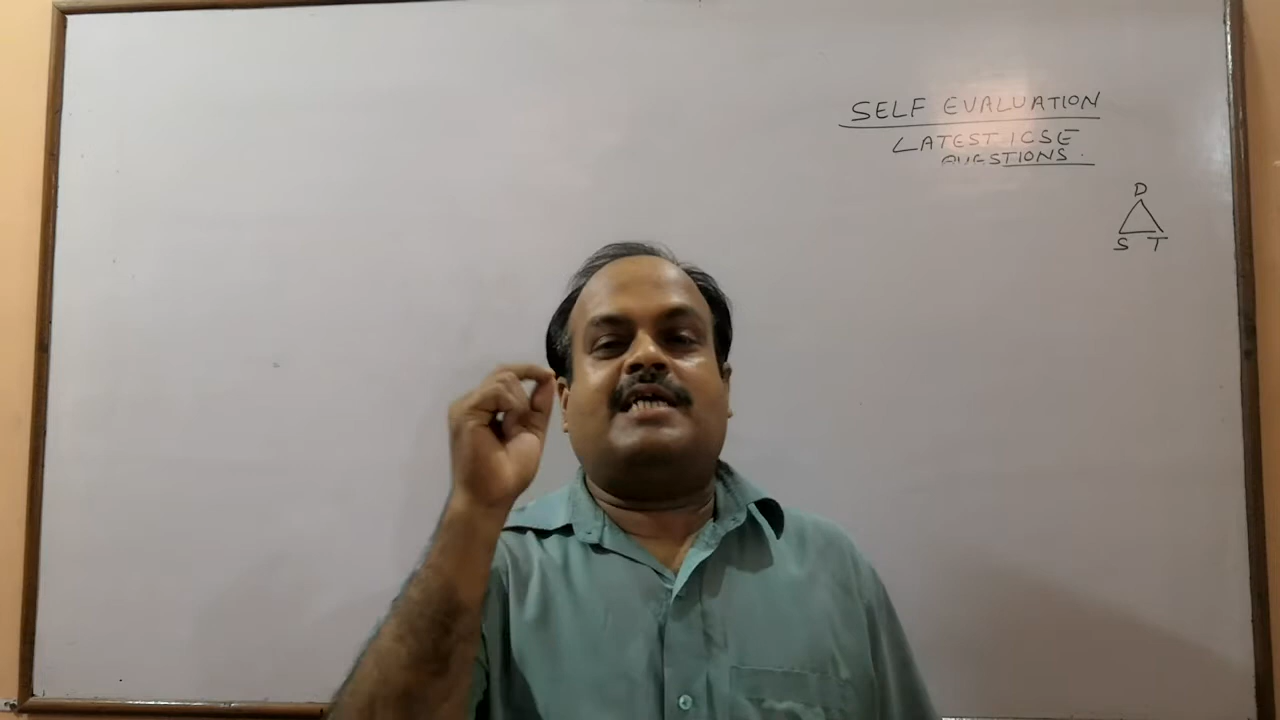 SELF EVALUATION
LATEST ICSE
QUESTIONS.
D
S T